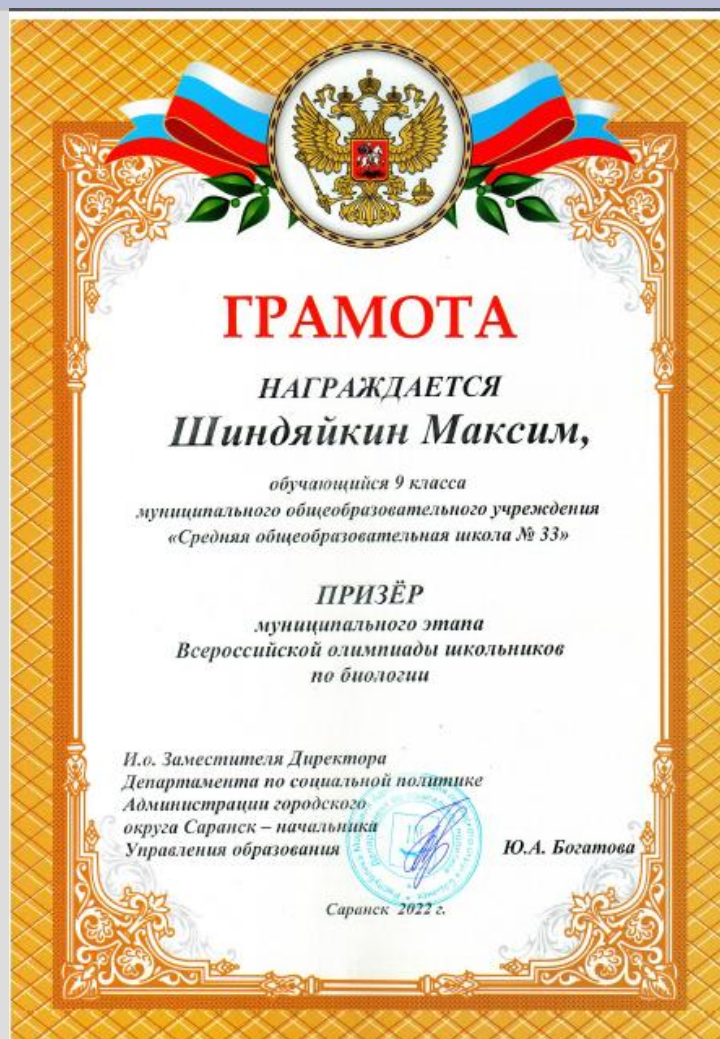 ГРАМОТА
НАГРАЖДАЕТСЯ
Шиндяйкин Максим,
обучающийся 9 класса
муниципального общеобразовательного учреждения
«Средняя общеобразовательная школа № 33»
ПРИЗЁР
муниципального этапа
Всероссийской олимпиады школьников
по биологии
И.о. Заместителя Директора
Департамента по социальной политике
Администрации городского
округа Саранск – начальника
Управления образования
Ю.А. Богатова
Саранск 2022 г.